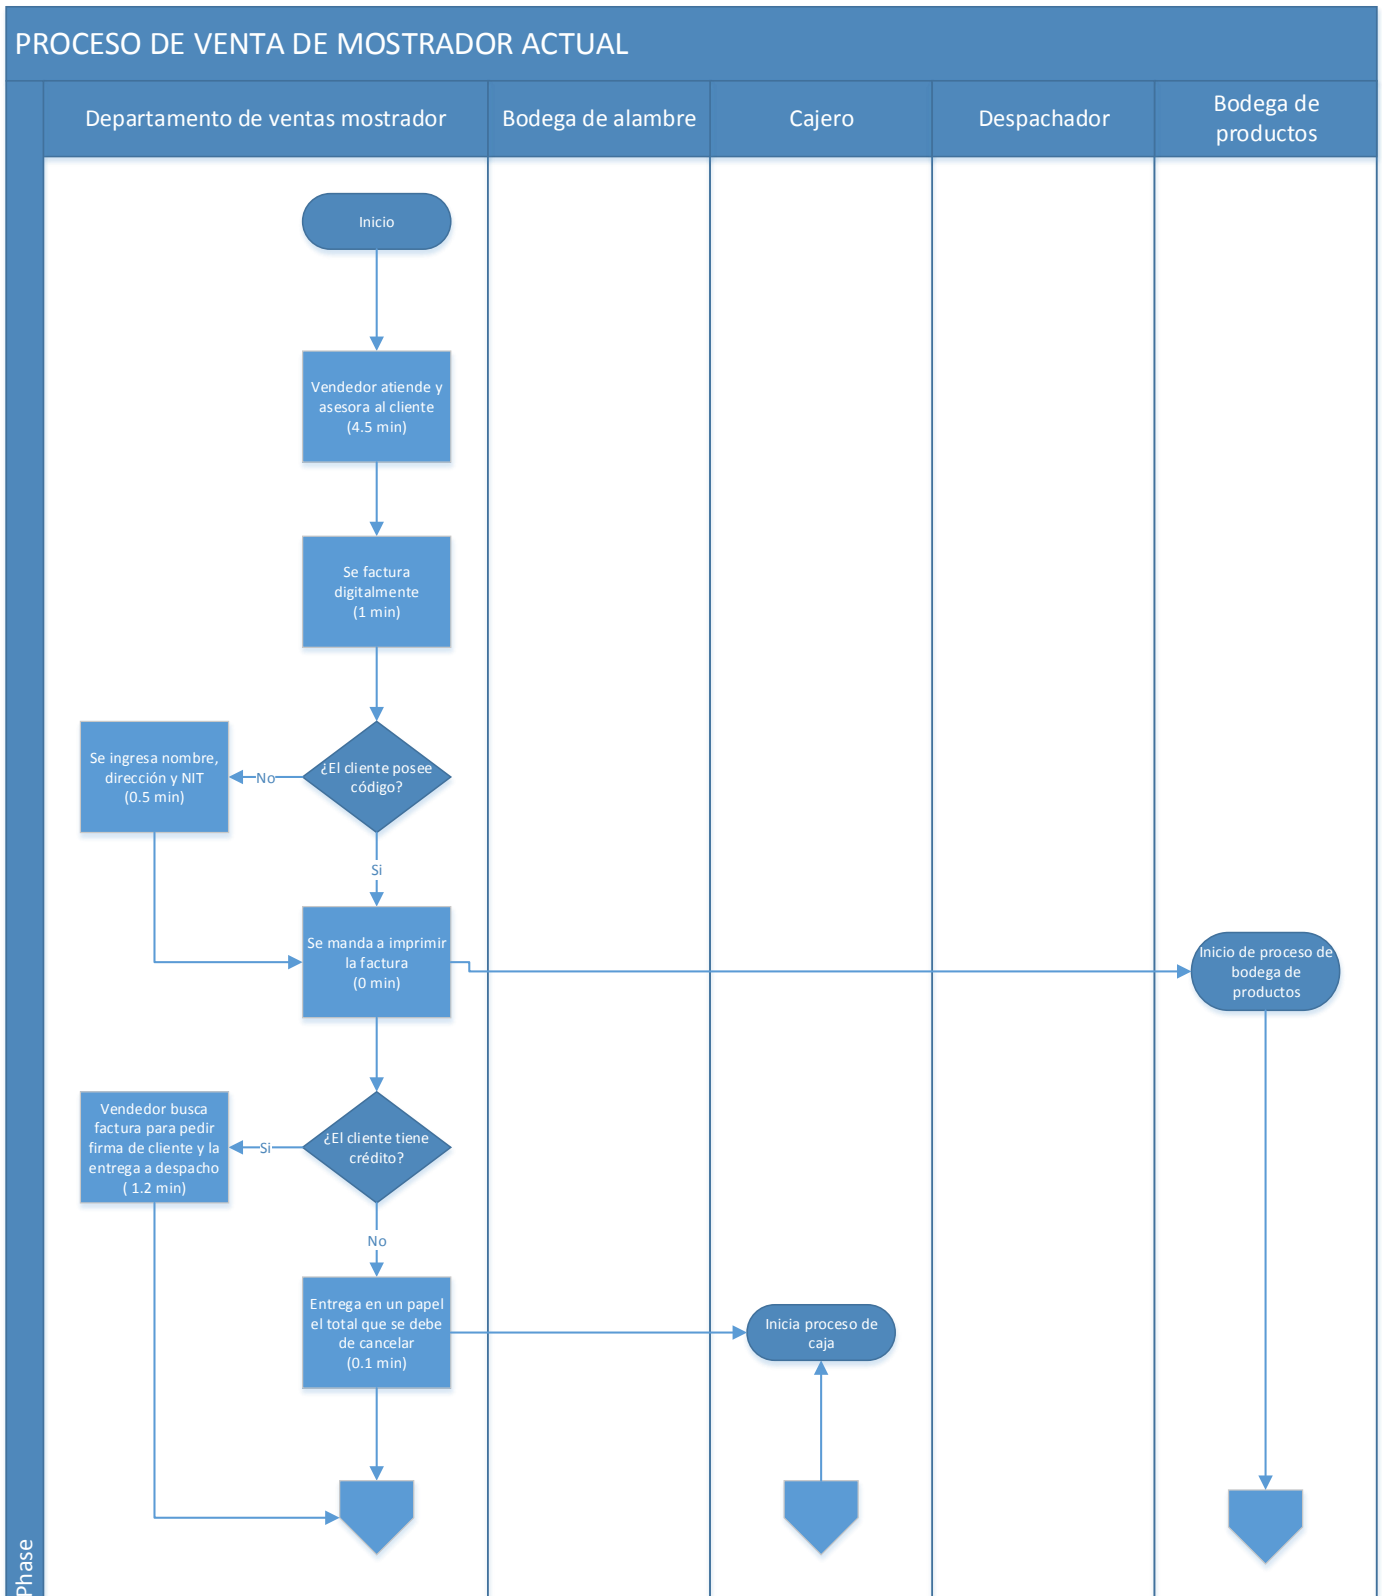 PROCESO DE VENTA DE MOSTRADOR ACTUAL
Departamento de ventas mostrador
Bodega de alambre
Cajero
Despachador
Bodega de
productos
Inicio
Vendedor atiende y
asesora al cliente
(4.5 min)
Se factura
digitalmente
(1 min)
Se ingresa nombre,
dirección y NIT
(0.5 min)
No
¿El cliente posee
código?
Si
Se manda a imprimir
la factura
(0 min)
Inicio de proceso de
bodega de
productos
Vendedor busca
factura para pedir
firma de cliente y la
entrega a despacho
( 1.2 min)
Si
¿El cliente tiene
crédito?
No
Entrega en un papel
el total que se debe
de cancelar
(0.1 min)
Inicia proceso de
caja
Phase